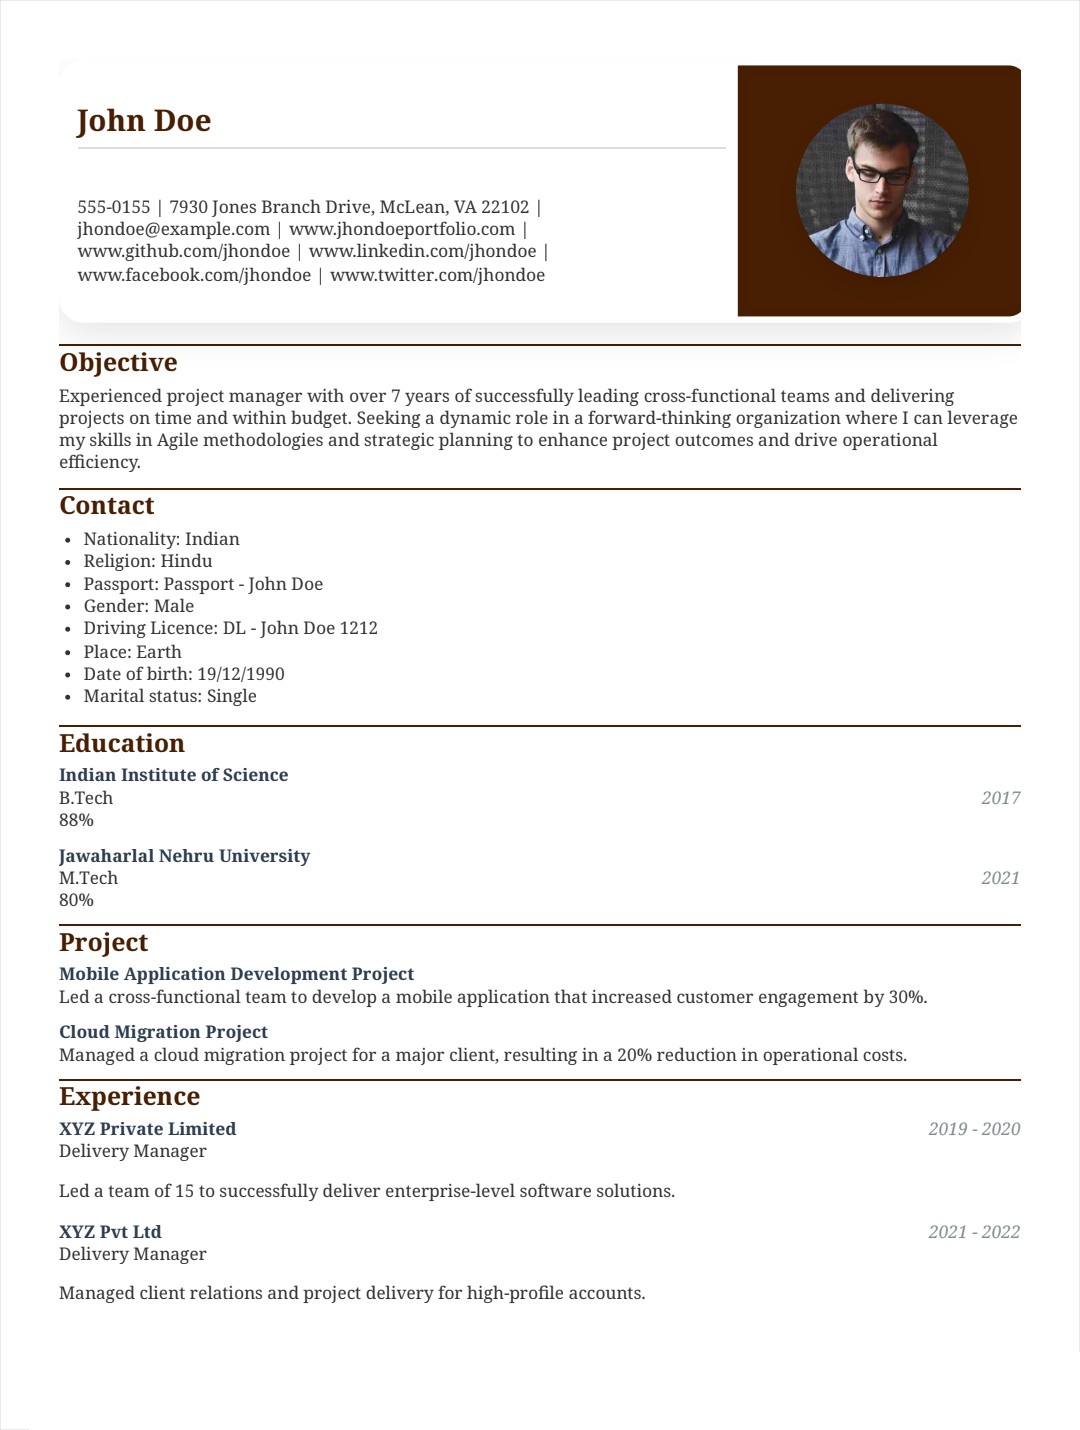 John Doe
555-0155 | 7930 Jones Branch Drive, McLean, VA 22102 |
jhondoe@example.com | www.jhondoeportfolio.com |
www.github.com/jhondoe | www.linkedin.com/jhondoe |
www.facebook.com/jhondoe | www.twitter.com/jhondoe
Objective
Experienced project manager with over 7 years of successfully leading cross-functional teams and delivering
projects on time and within budget. Seeking a dynamic role in a forward-thinking organization where I can leverage
my skills in Agile methodologies and strategic planning to enhance project outcomes and drive operational
efficiency.
Contact
• Nationality: Indian
• Religion: Hindu
• Passport: Passport - John Doe
• Gender: Male
• Driving Licence: DL - John Doe 1212
• Place: Earth
• Date of birth: 19/12/1990
• Marital status: Single
Education
Indian Institute of Science
B.Tech 2017
88%
Jawaharlal Nehru University
M.Tech 2021
80%
Project
Mobile Application Development Project
Led a cross-functional team to develop a mobile application that increased customer engagement by 30%.
Cloud Migration Project
Managed a cloud migration project for a major client, resulting in a 20% reduction in operational costs.
Experience
XYZ Private Limited 2019 - 2020
Delivery Manager
Led a team of 15 to successfully deliver enterprise-level software solutions.
XYZ Pvt Ltd 2021 - 2022
Delivery Manager
Managed client relations and project delivery for high-profile accounts.